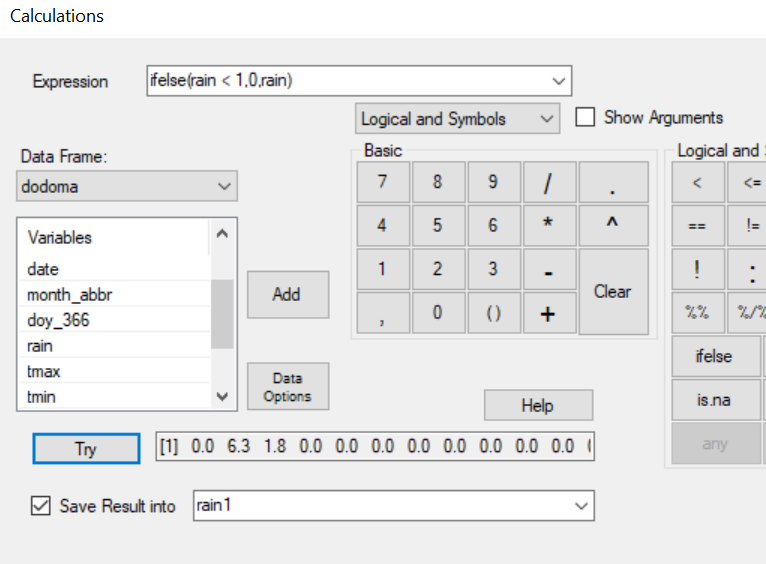 Calculations
Expression
ifelse(rain < 1,0,rain)
Logical and Symbols
Show Arguments
Data Frame:
dodoma
Variables
date
month_abbr
doy_366
rain
tmax
tmin
Add
Data
Options
Basic
7 8 9 / .
4 5 6 * ^
1 2 3 - Clear
, 0 ( ) +
Logical and
< <=
== !=
! :
%% %/%
ifelse
is.na
any
Help
Try
[1] 0.0 6.3 1.8 0.0 0.0 0.0 0.0 0.0 0.0 0.0 0.0
Save Result into
rain1